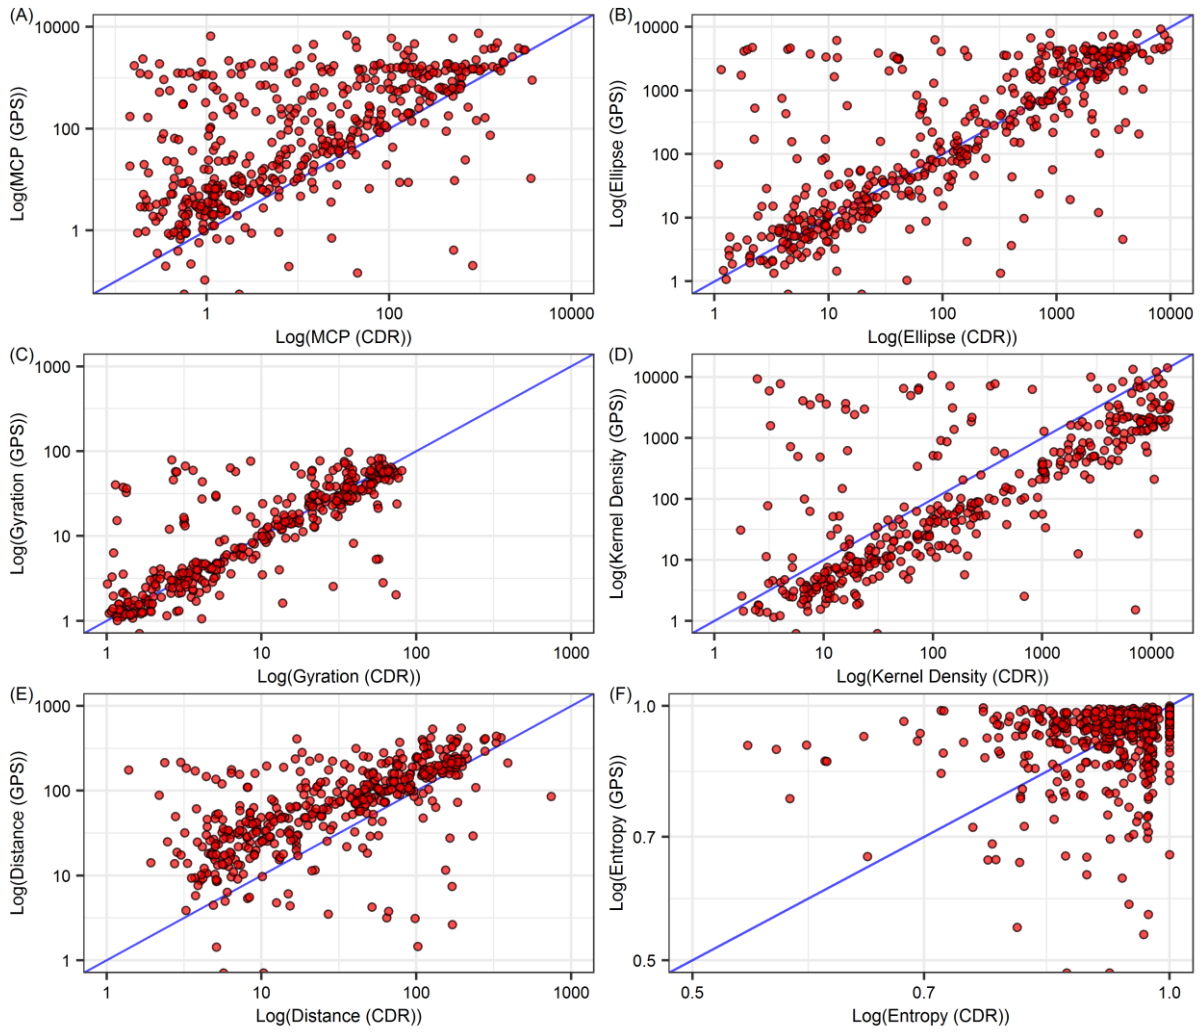 (A)
10000
100
1
Log(MCP (GPS))
1
100
10000
Log(MCP (CDR))
(B)
10000
1000
100
10
1
Log(Ellipse (GPS))
1
10
100
1000
10000
Log(Ellipse (CDR))
(C)
1000
100
10
1
Log(Gyration (GPS))
1
10
100
1000
Log(Gyration (CDR))
(D)
10000
1000
100
10
1
Log(Kernel Density (GPS))
1
10
100
1000
10000
Log(Kernel Density (CDR))
(E)
1000
100
10
1
Log(Distance (GPS))
1
10
100
1000
Log(Distance (CDR))
(F)
1.0
0.7
0.5
Log(Entropy (GPS))
0.5
0.7
1.0
Log(Entropy (CDR))